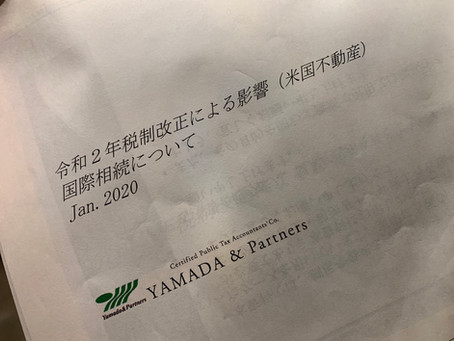 令和2年税制改正による影響（米国不動産）
国際相続について
Jan. 2020
Certified Public Tax Accountants' Co.
YAMADA & Partners
Yamada&Partners